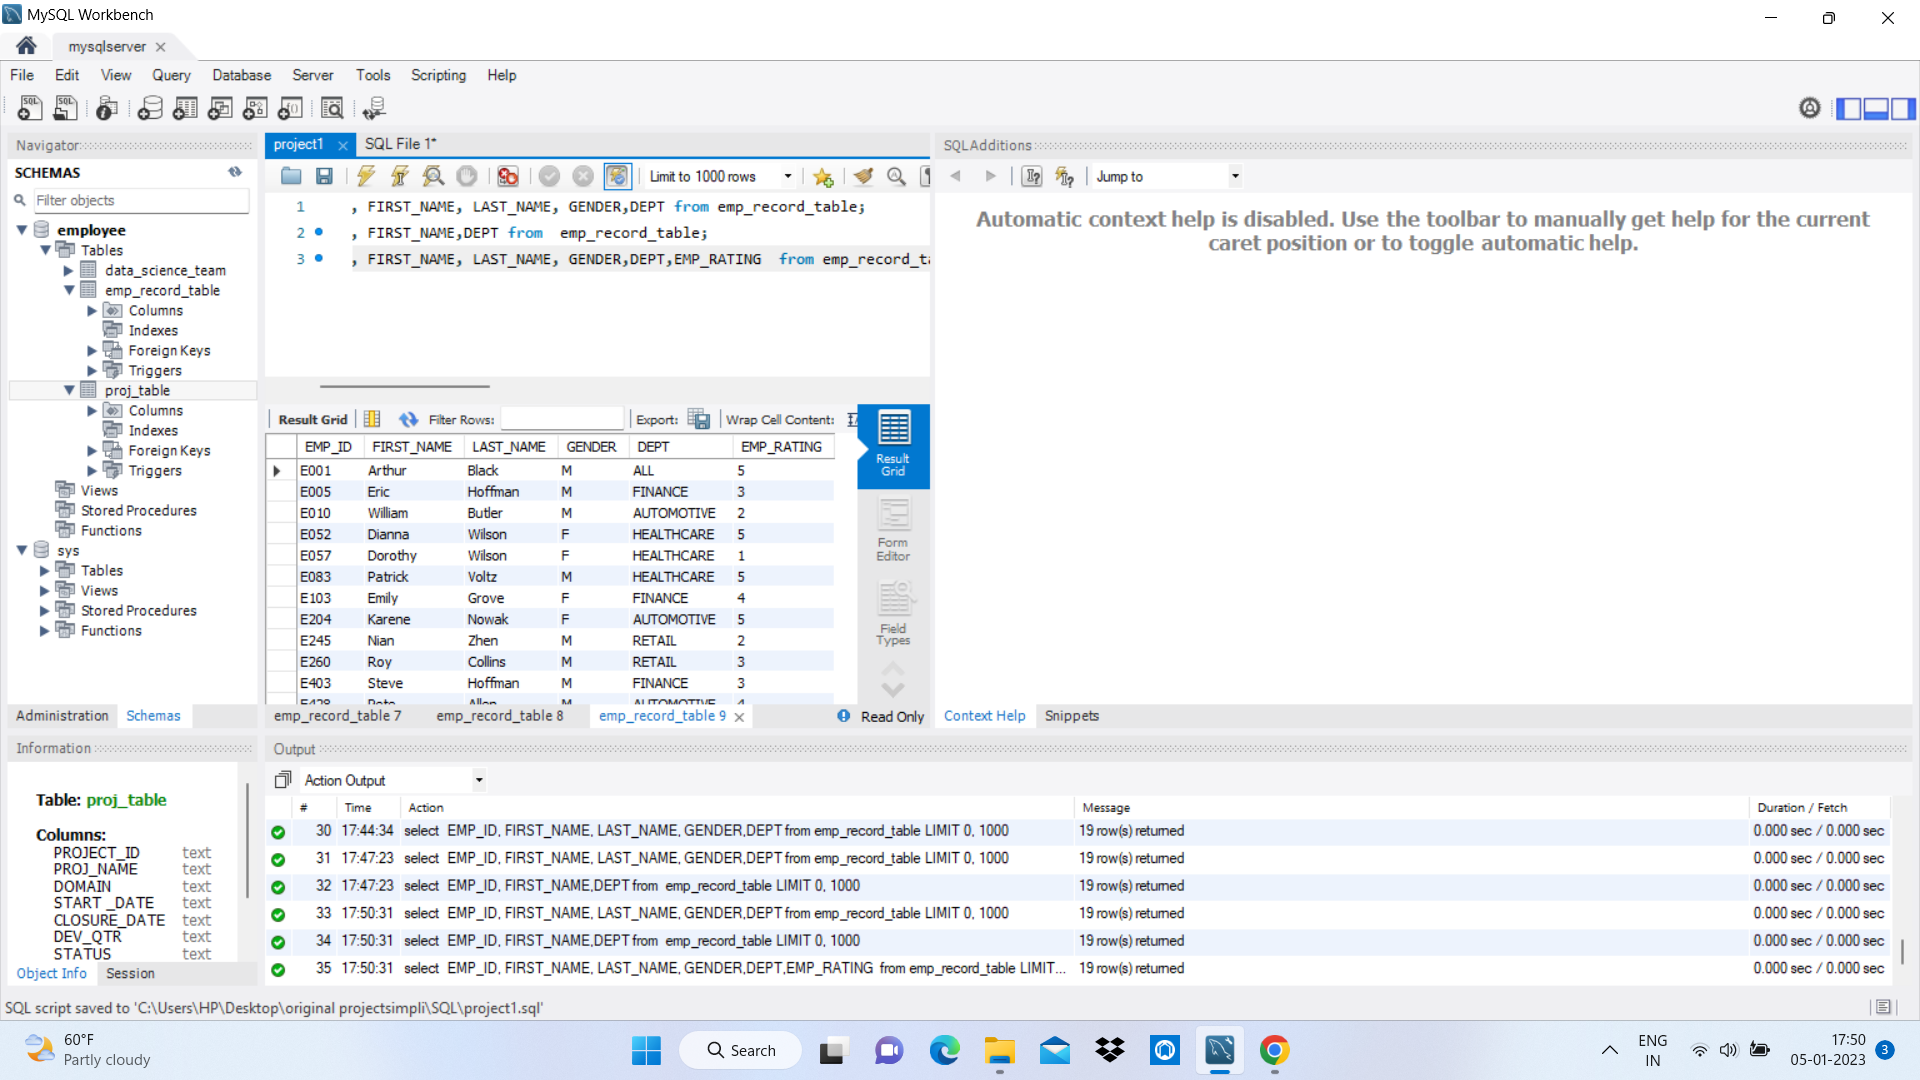 MySQL Workbench
mysqlserver
File Edit View Query Database Server Tools Scripting Help
Navigator
SCHEMAS
Filter objects
employee
Tables
data_science_team
emp_record_table
Columns
Indexes
Foreign Keys
Triggers
proj_table
Columns
Indexes
Foreign Keys
Triggers
Views
Stored Procedures
Functions
sys
Tables
Views
Stored Procedures
Functions
Administration Schemas
Information
Table: proj_table
Columns:
PROJECT_ID text
PROJ_NAME text
DOMAIN text
START _DATE text
CLOSURE_DATE text
DEV_QTR text
STATUS text
Object Info Session
project1 SQL File 1*
Limit to 1000 rows
1 , FIRST_NAME, LAST_NAME, GENDER,DEPT from emp_record_table;
2 , FIRST_NAME,DEPT from  emp_record_table;
3 , FIRST_NAME, LAST_NAME, GENDER,DEPT,EMP_RATING  from emp_record_ta
Result Grid Filter Rows: Export: Wrap Cell Content:
EMP_ID FIRST_NAME LAST_NAME GENDER DEPT EMP_RATING
E001 Arthur Black M ALL 5
E005 Eric Hoffman M FINANCE 3
E010 William Butler M AUTOMOTIVE 2
E052 Dianna Wilson F HEALTHCARE 5
E057 Dorothy Wilson F HEALTHCARE 1
E083 Patrick Voltz M HEALTHCARE 5
E103 Emily Grove F FINANCE 4
E204 Karene Nowak F AUTOMOTIVE 5
E245 Nian Zhen M RETAIL 2
E260 Roy Collins M RETAIL 3
E403 Steve Hoffman M FINANCE 3
E428 Pete Allen M AUTOMOTIVE 4
Result
Grid
Form
Editor
Field
Types
emp_record_table 7 emp_record_table 8 emp_record_table 9 Read Only
SQLAdditions
Jump to
Automatic context help is disabled. Use the toolbar to manually get help for the current
caret position or to toggle automatic help.
Context Help Snippets
Output
Action Output
# Time Action Message Duration / Fetch
30 17:44:34 select  EMP_ID, FIRST_NAME, LAST_NAME, GENDER,DEPT from emp_record_table LIMIT 0, 1000 19 row(s) returned 0.000 sec / 0.000 sec
31 17:47:23 select  EMP_ID, FIRST_NAME, LAST_NAME, GENDER,DEPT from emp_record_table LIMIT 0, 1000 19 row(s) returned 0.000 sec / 0.000 sec
32 17:47:23 select  EMP_ID, FIRST_NAME,DEPT from  emp_record_table LIMIT 0, 1000 19 row(s) returned 0.000 sec / 0.000 sec
33 17:50:31 select  EMP_ID, FIRST_NAME, LAST_NAME, GENDER,DEPT from emp_record_table LIMIT 0, 1000 19 row(s) returned 0.000 sec / 0.000 sec
34 17:50:31 select  EMP_ID, FIRST_NAME,DEPT from  emp_record_table LIMIT 0, 1000 19 row(s) returned 0.000 sec / 0.000 sec
35 17:50:31 select  EMP_ID, FIRST_NAME, LAST_NAME, GENDER,DEPT,EMP_RATING  from emp_record_table LIMIT... 19 row(s) returned 0.000 sec / 0.000 sec
SQL script saved to 'C:\Users\HP\Desktop\original projectsimpli\SQL\project1.sql'
60°F
Partly cloudy
Search
ENG
IN
17:50
05-01-2023
3